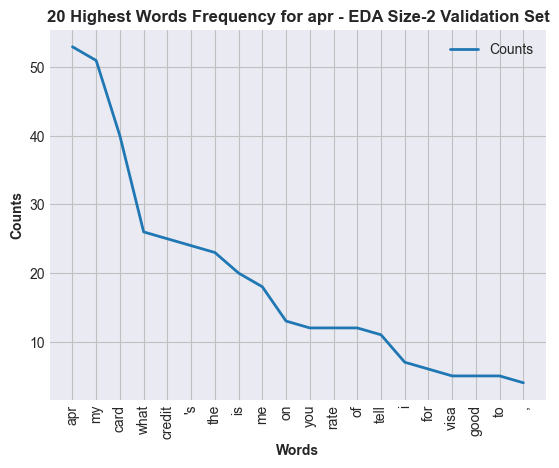 20 Highest Words Frequency for apr - EDA Size-2 Validation Set
Counts
50
40
30
20
10
Counts
apr
my
card
what
credit
's
the
is
me
on
you
rate
of
tell
i
for
visa
good
to
,
Words